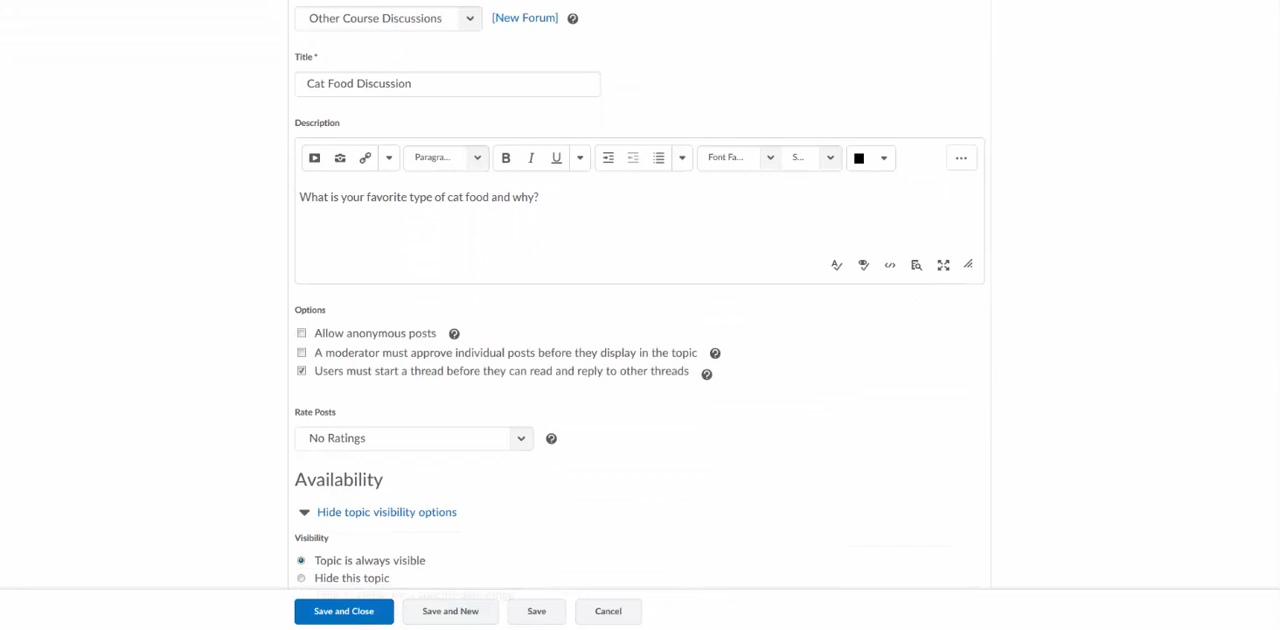 Other Course Discussions [New Forum]
Title *
Cat Food Discussion
Description
Paragra... B I U Font Fa... S... ...
What is your favorite type of cat food and why?
Options
Allow anonymous posts
A moderator must approve individual posts before they display in the topic
Users must start a thread before they can read and reply to other threads
Rate Posts
No Ratings
Availability
Hide topic visibility options
Visibility
Topic is always visible
Hide this topic
Save and Close Save and New Save Cancel